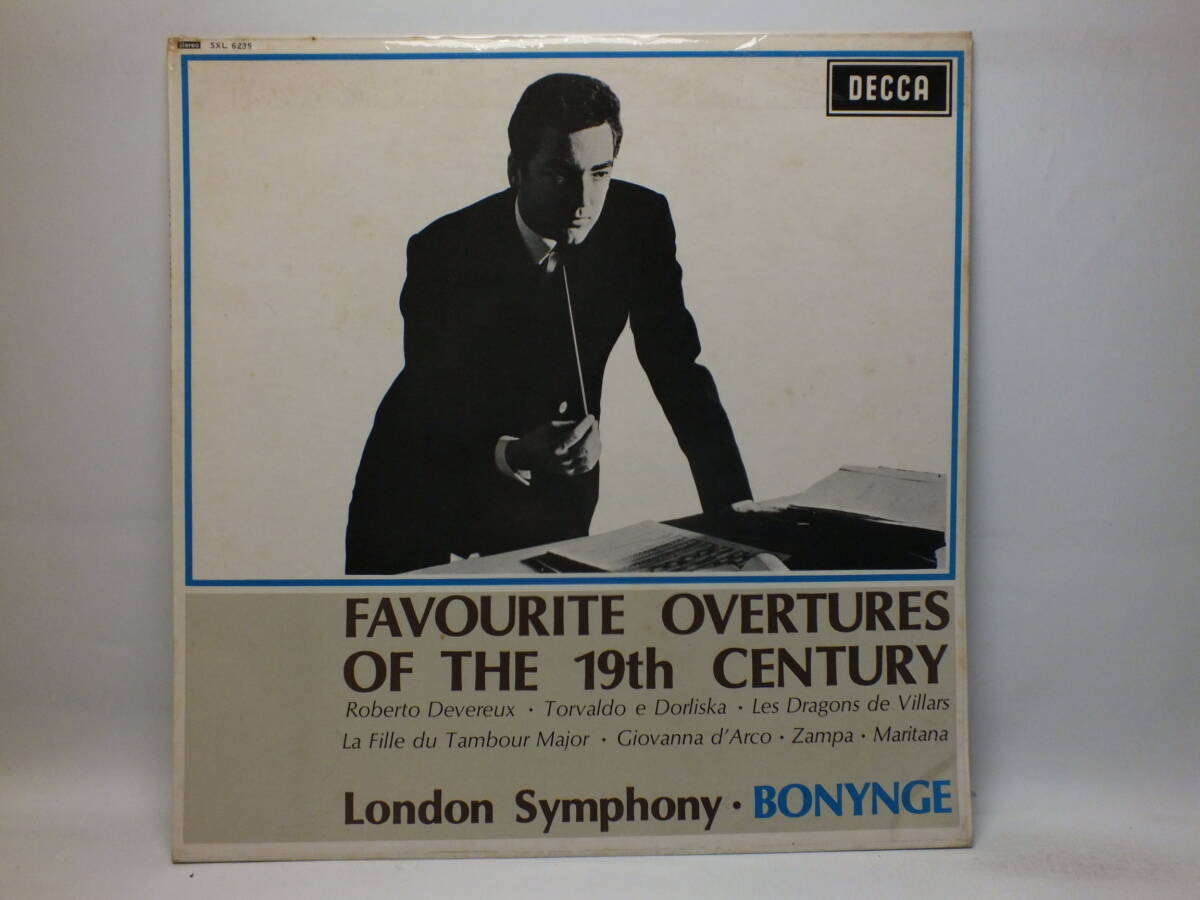 stereo SXL 6235
DECCA
FAVOURITE OVERTURES
OF THE 19th CENTURY
Roberto Devereux · Torvaldo e Dorliska · Les Dragons de Villars
La Fille du Tambour Major · Giovanna d'Arco · Zampa · Maritana
London Symphony · BONYNGE